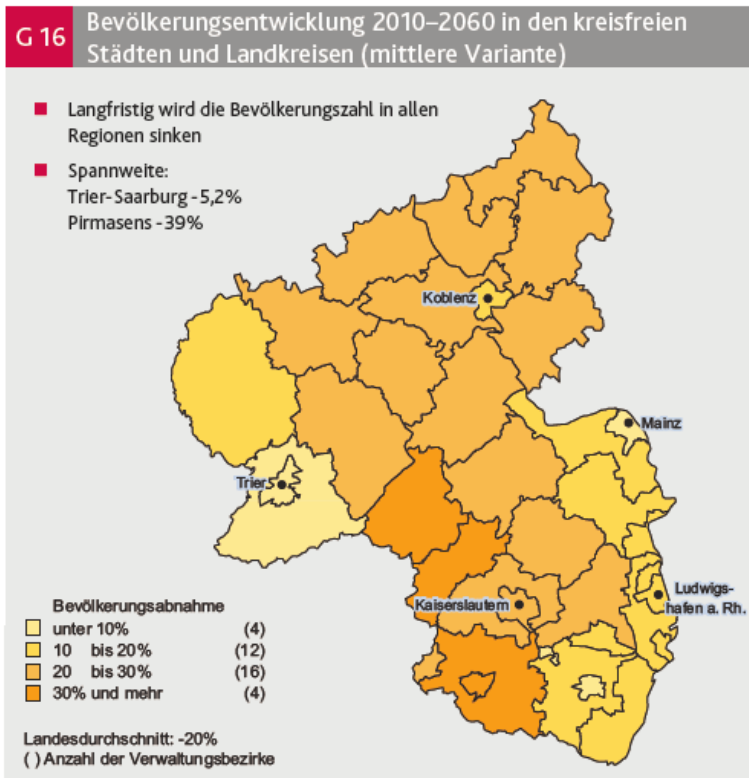 G 16
Bevölkerungsentwicklung 2010–2060 in den kreisfreien
Städten und Landkreisen (mittlere Variante)
Langfristig wird die Bevölkerungszahl in allen
Regionen sinken
Spannweite:
Trier-Saarburg -5,2%
Pirmasens -39%
Koblenz
Mainz
Trier
Ludwigs-
hafen a. Rh.
Kaiserslautern
Bevölkerungsabnahme
unter 10% (4)
10 bis 20% (12)
20 bis 30% (16)
30% und mehr (4)
Landesdurchschnitt: -20%
( ) Anzahl der Verwaltungsbezirke